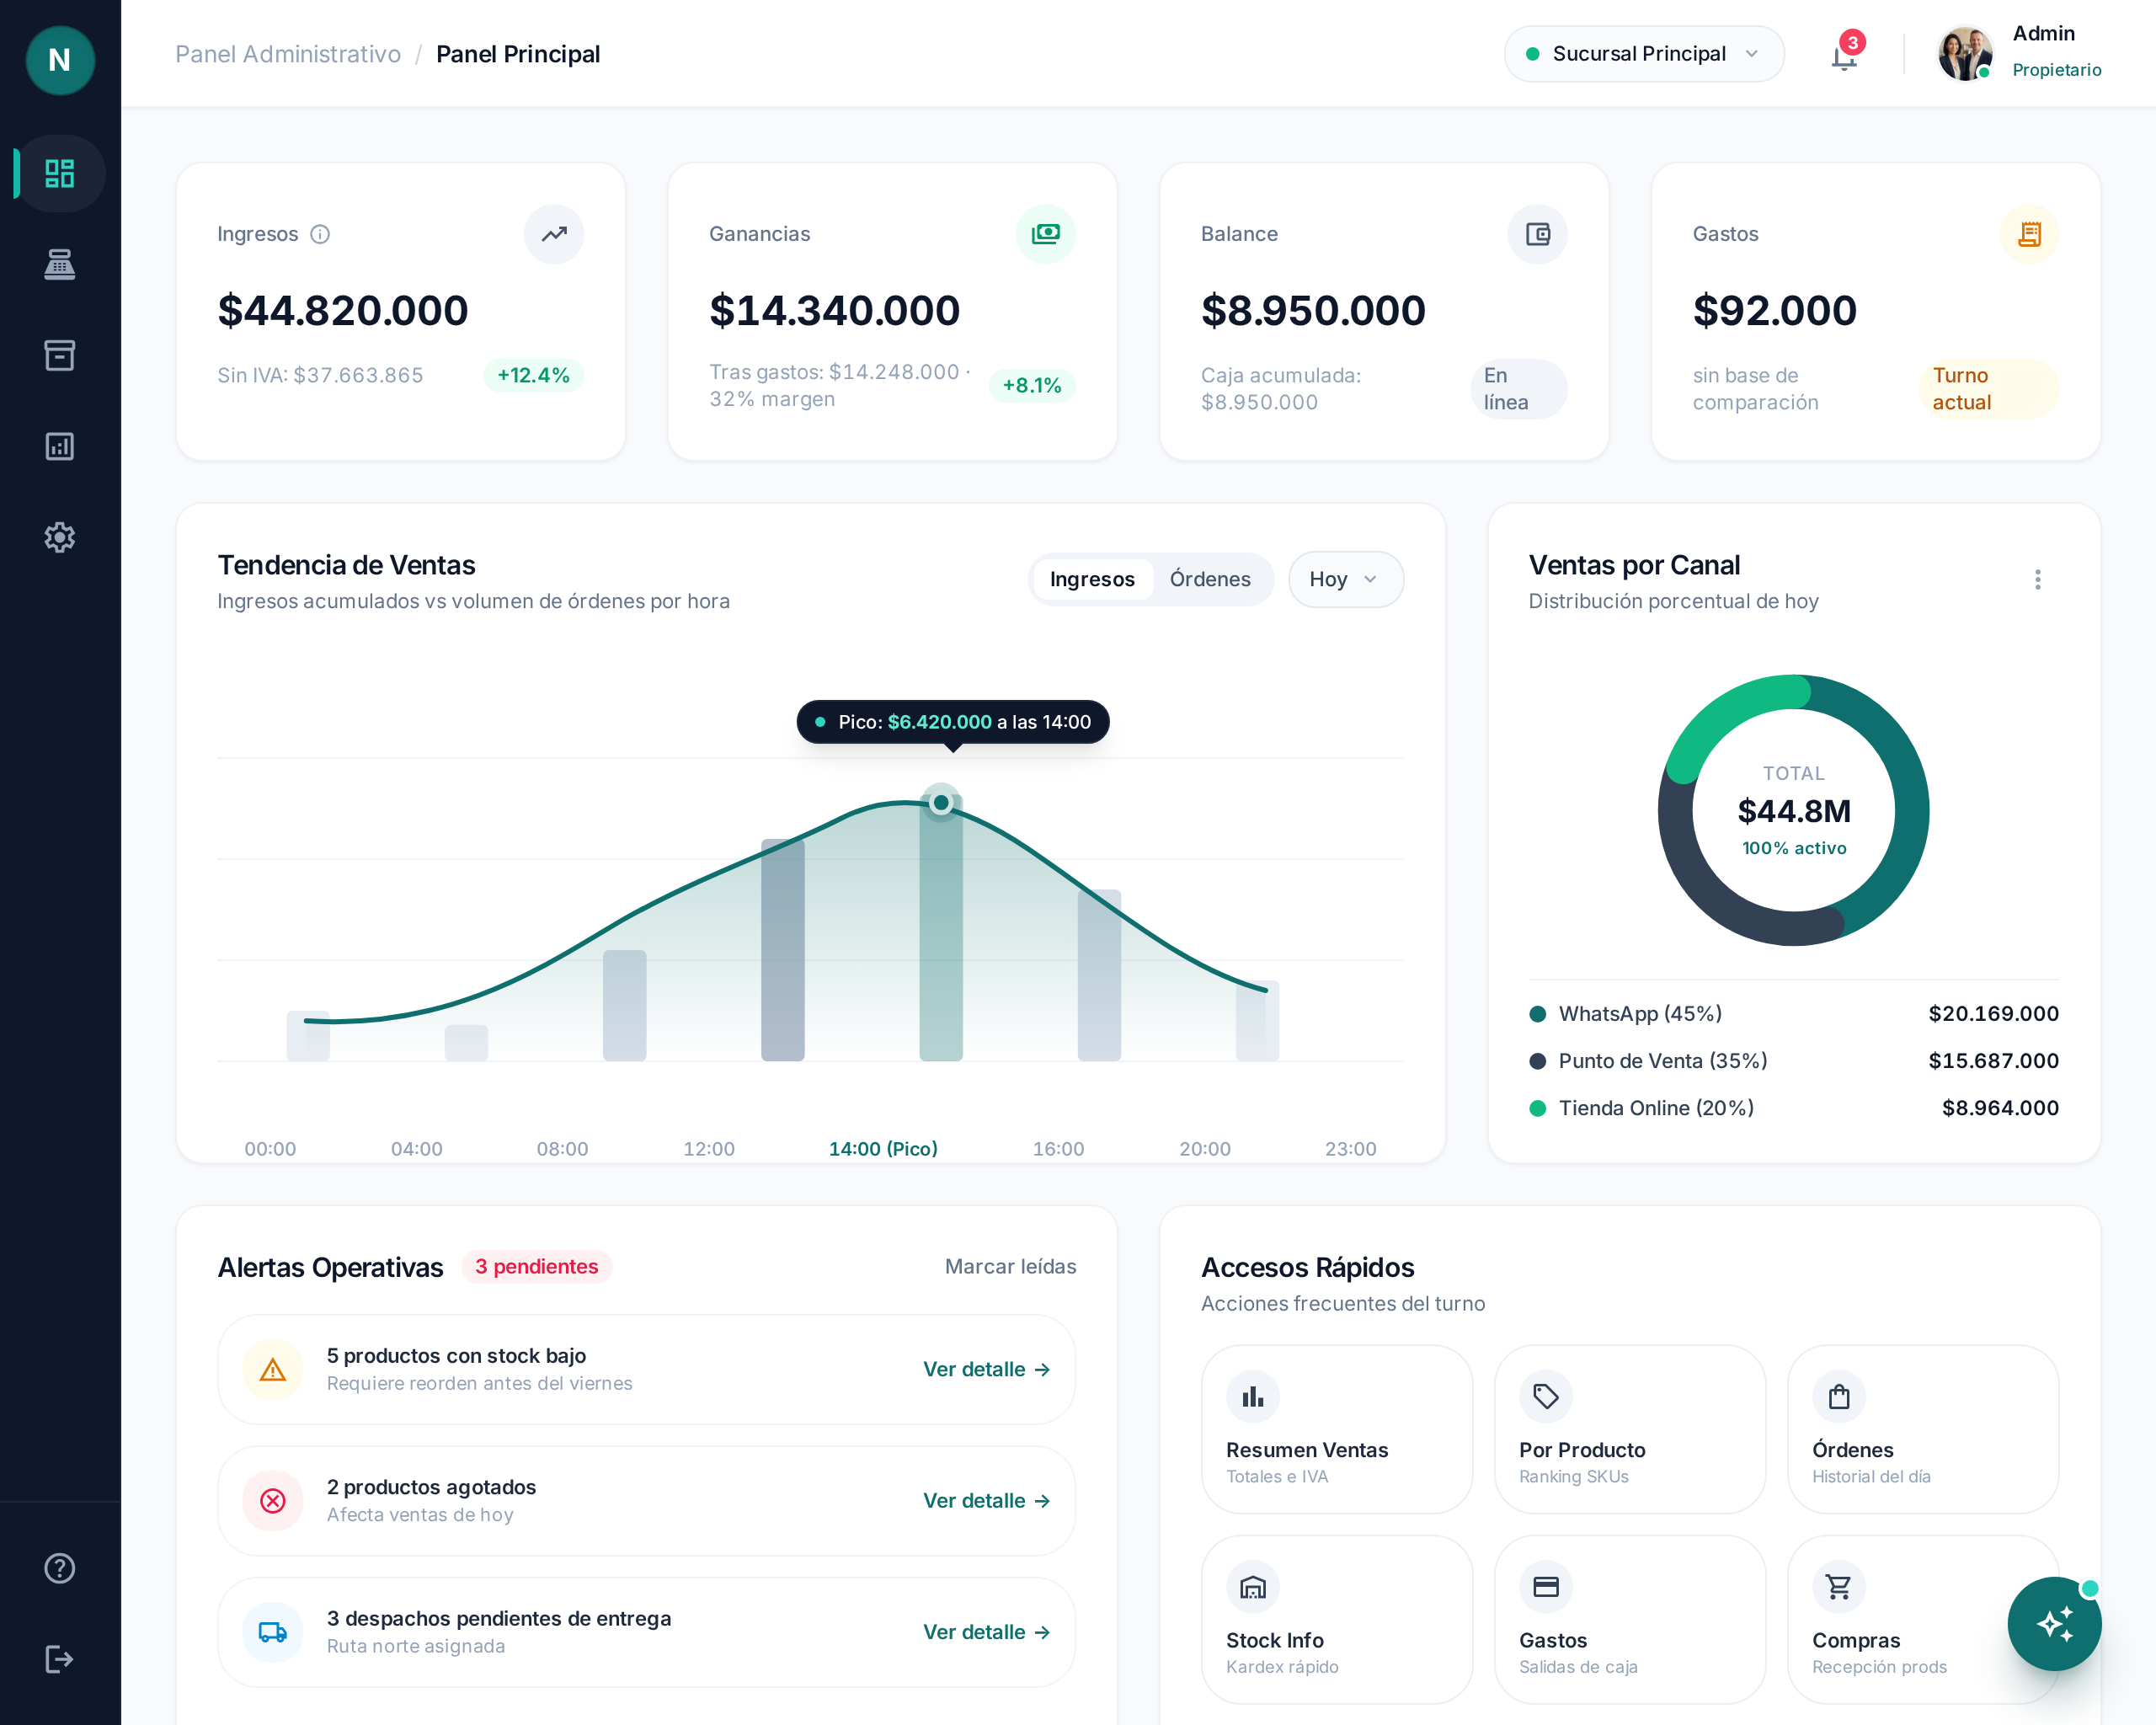 N
Panel Administrativo / Panel Principal
Sucursal Principal
3
Admin
Propietario
Ingresos
$44.820.000
Sin IVA: $37.663.865
+12.4%
Ganancias
$14.340.000
Tras gastos: $14.248.000 ·
32% margen
+8.1%
Balance
$8.950.000
Caja acumulada:
$8.950.000
En
línea
Gastos
$92.000
sin base de
comparación
Turno
actual
Tendencia de Ventas
Ingresos acumulados vs volumen de órdenes por hora
Ingresos
Órdenes
Hoy
Pico: $6.420.000 a las 14:00
00:00
04:00
08:00
12:00
14:00 (Pico)
16:00
20:00
23:00
Ventas por Canal
Distribución porcentual de hoy
TOTAL
$44.8M
100% activo
WhatsApp (45%)
$20.169.000
Punto de Venta (35%)
$15.687.000
Tienda Online (20%)
$8.964.000
Alertas Operativas
3 pendientes
Marcar leídas
5 productos con stock bajo
Requiere reorden antes del viernes
Ver detalle →
2 productos agotados
Afecta ventas de hoy
Ver detalle →
3 despachos pendientes de entrega
Ruta norte asignada
Ver detalle →
Accesos Rápidos
Acciones frecuentes del turno
Resumen Ventas
Totales e IVA
Por Producto
Ranking SKUs
Órdenes
Historial del día
Stock Info
Kardex rápido
Gastos
Salidas de caja
Compras
Recepción prods